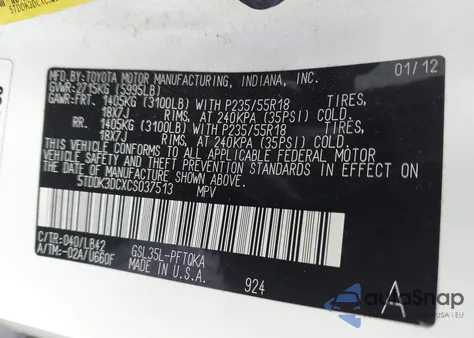 MFD. BY: TOYOTA MOTOR MANUFACTURING, INDIANA, INC. 01/12
GVWR: 2715KG (5995LB)
GAWR: FRT. 1405KG (3100LB) WITH P235/55R18 TIRES,
18X7J RIMS, AT 240KPA (35PSI) COLD.
RR. 1405KG (3100LB) WITH P235/55R18 TIRES,
18X7J RIMS, AT 240KPA (35PSI) COLD.
THIS VEHICLE CONFORMS TO ALL APPLICABLE FEDERAL MOTOR
VEHICLE SAFETY AND THEFT PREVENTION STANDARDS IN EFFECT
ON THE DATE OF MANUFACTURE SHOWN ABOVE.
5TDDK3DCXCS037513 MPV
C/TR: 040/LB42 GSL35L-PFTQKA
A/TM: -02A/U660F MADE IN U.S.A. 924 A
AutoSnap